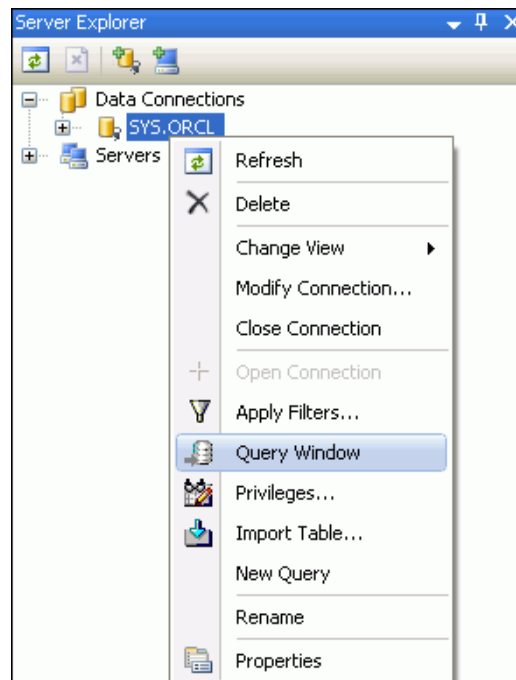 Server Explorer
Data Connections
SYS.ORCL
Servers
Refresh
Delete
Change View
Modify Connection...
Close Connection
Open Connection
Apply Filters...
Query Window
Privileges...
Import Table...
New Query
Rename
Properties